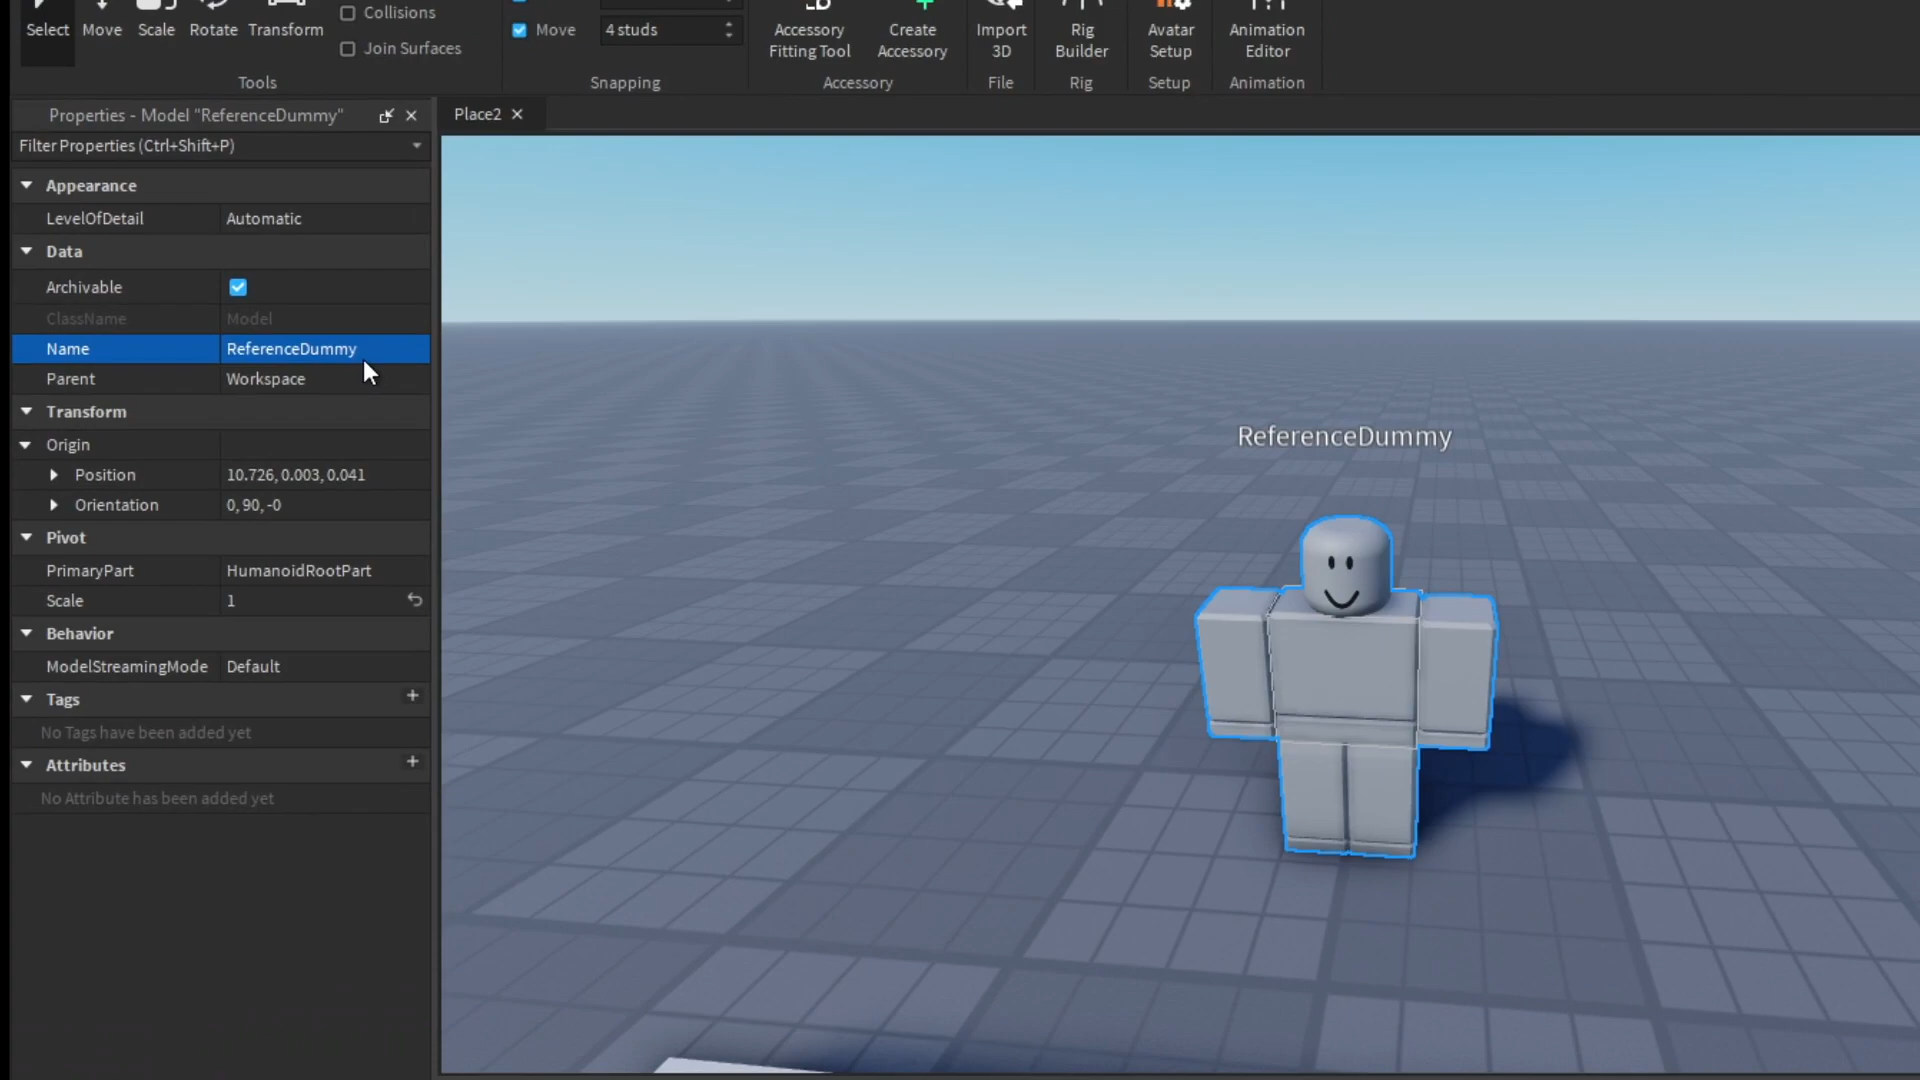 Select Move Scale Rotate Transform
Collisions
Join Surfaces
Tools
Move 4 studs
Snapping
Accessory
Fitting Tool
Create
Accessory
Accessory
Import
3D
File
Rig
Builder
Rig
Avatar
Setup
Setup
Animation
Editor
Animation
Properties - Model "ReferenceDummy"
Filter Properties (Ctrl+Shift+P)
Appearance
LevelOfDetail Automatic
Data
Archivable
ClassName Model
Name ReferenceDummy
Parent Workspace
Transform
Origin
Position 10.726, 0.003, 0.041
Orientation 0, 90, -0
Pivot
PrimaryPart HumanoidRootPart
Scale 1
Behavior
ModelStreamingMode Default
Tags +
No Tags have been added yet
Attributes +
No Attribute has been added yet
Place2
ReferenceDummy